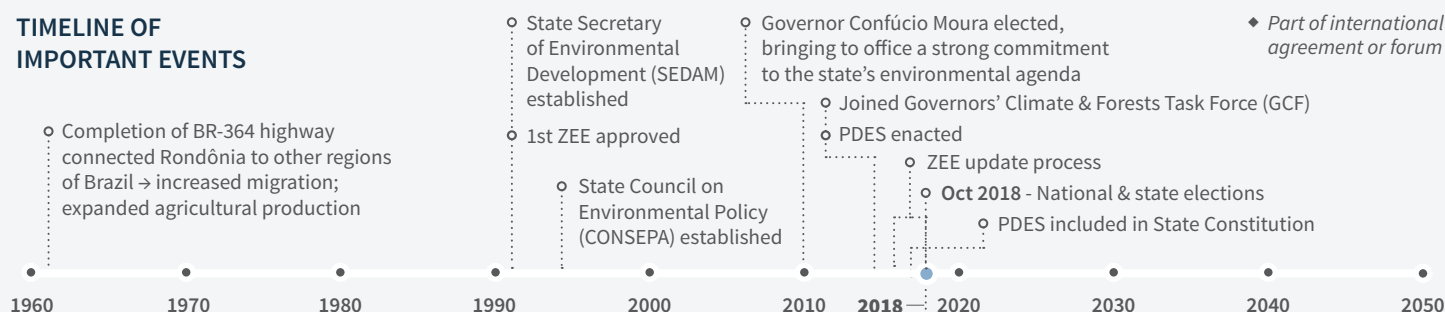 TIMELINE OF
IMPORTANT EVENTS
Completion of BR-364 highway
connected Rondônia to other regions
of Brazil → increased migration;
expanded agricultural production
State Secretary
of Environmental
Development (SEDAM)
established
1st ZEE approved
State Council on
Environmental Policy
(CONSEPA) established
Governor Confúcio Moura elected,
bringing to office a strong commitment
to the state’s environmental agenda
Joined Governors’ Climate & Forests Task Force (GCF)
PDES enacted
ZEE update process
Oct 2018 - National & state elections
PDES included in State Constitution
Part of international
agreement or forum
1960 1970 1980 1990 2000 2010 2018 2020 2030 2040 2050